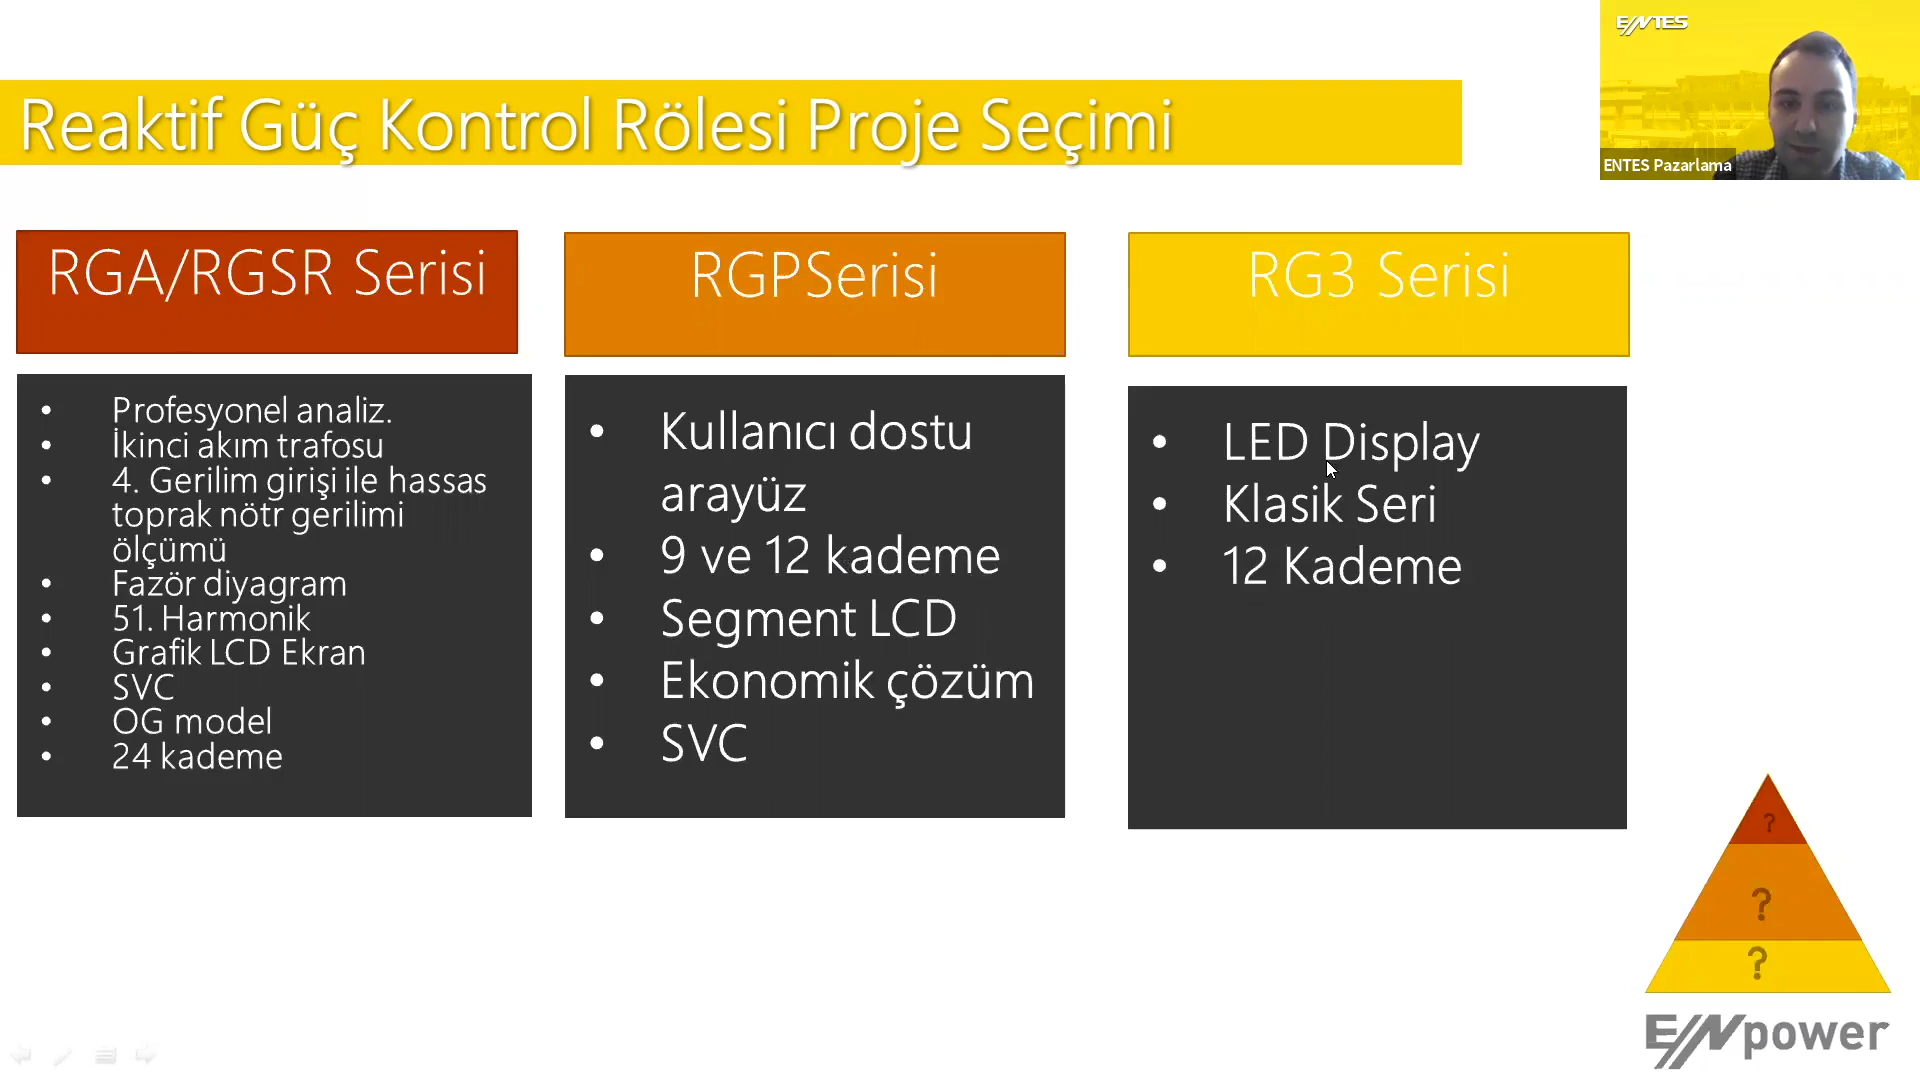 ENTES
Reaktif Güç Kontrol Rölesi Proje Seçimi
ENTES Pazarlama
RGA/RGSR Serisi
• Profesyonel analiz.
• İkinci akım trafosu
• 4. Gerilim girişi ile hassas
toprak nötr gerilimi
ölçümü
• Fazör diyagram
• 51. Harmonik
• Grafik LCD Ekran
• SVC
• OG model
• 24 kademe
RGPSerisi
• Kullanıcı dostu
arayüz
• 9 ve 12 kademe
• Segment LCD
• Ekonomik çözüm
• SVC
RG3 Serisi
• LED Display
• Klasik Seri
• 12 Kademe
?
?
?
ENpower